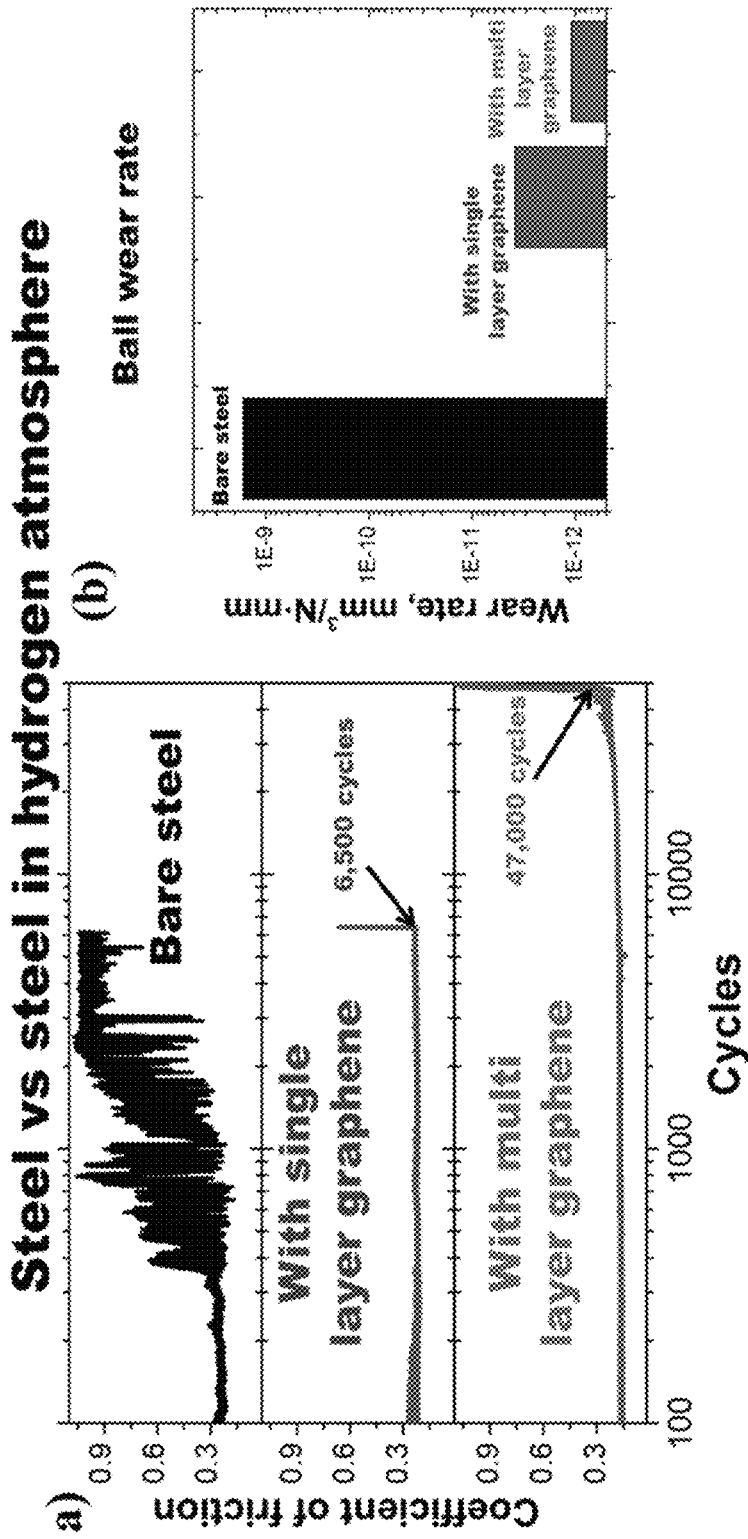 Steel vs steel in hydrogen atmosphere
a)
Coefficient of friction
0.9
0.6
0.3
Bare steel
0.9
0.6
0.3
With single
layer graphene
6,500 cycles
0.9
0.6
0.3
With multi
layer graphene
47,000 cycles
100
1000
10000
Cycles
(b)
Ball wear rate
Wear rate, mm³/N·mm
1E-9
1E-10
1E-11
1E-12
Bare steel
With single
layer graphene
With multi
layer
graphene